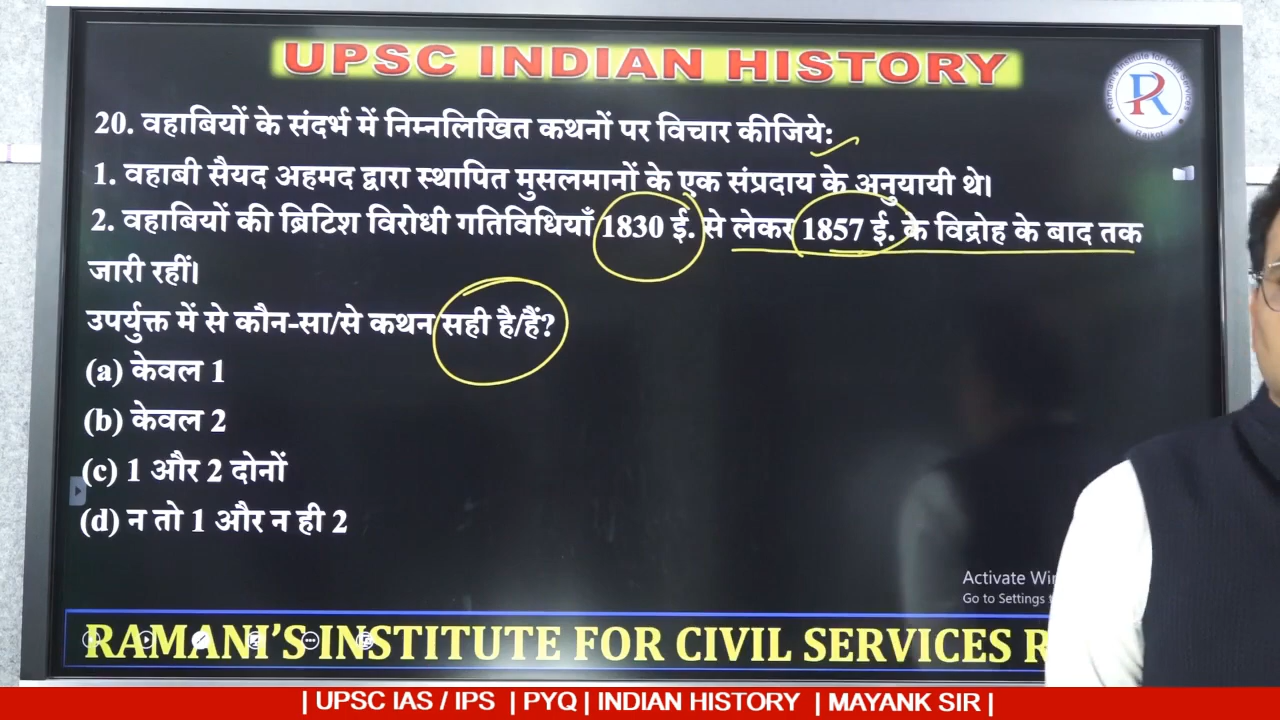 UPSC INDIAN HISTORY
20. वहाबियों के संदर्भ में निम्नलिखित कथनों पर विचार कीजिये:
1. वहाबी सैयद अहमद द्वारा स्थापित मुसलमानों के एक संप्रदाय के अनुयायी थे।
2. वहाबियों की ब्रिटिश विरोधी गतिविधियाँ 1830 ई. से लेकर 1857 ई. के विद्रोह के बाद तक
जारी रहीं।
उपर्युक्त में से कौन-सा/से कथन सही है/हैं?
(a) केवल 1
(b) केवल 2
(c) 1 और 2 दोनों
(d) न तो 1 और न ही 2
Activate
Go to Settings
RAMANI'S INSTITUTE FOR CIVIL SERVICES R
| UPSC IAS / IPS | PYQ | INDIAN HISTORY | MAYANK SIR |